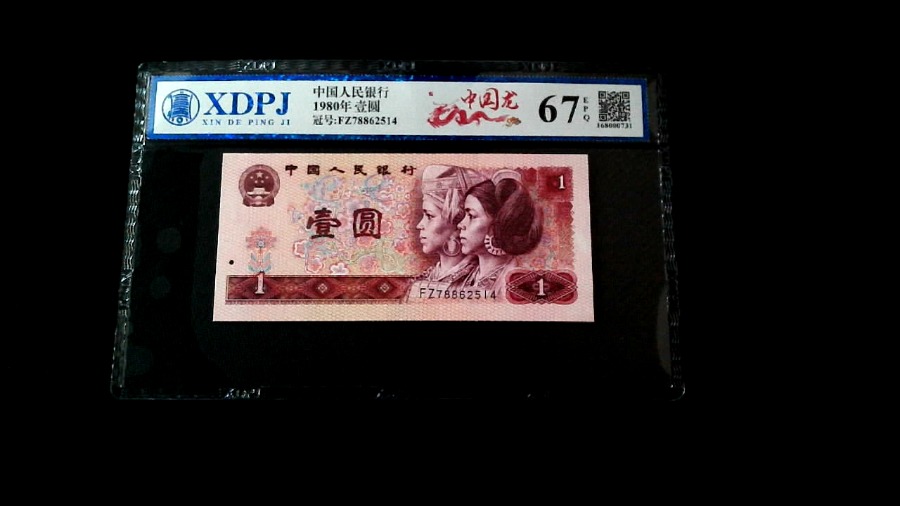 XDPJ
XIN DE PING JI
中国人民银行
1980年 壹圆
冠号:FZ78862514
中国龙
67
EPQ
168000731
中国人民银行
1
壹圆
1
FZ78862514
1